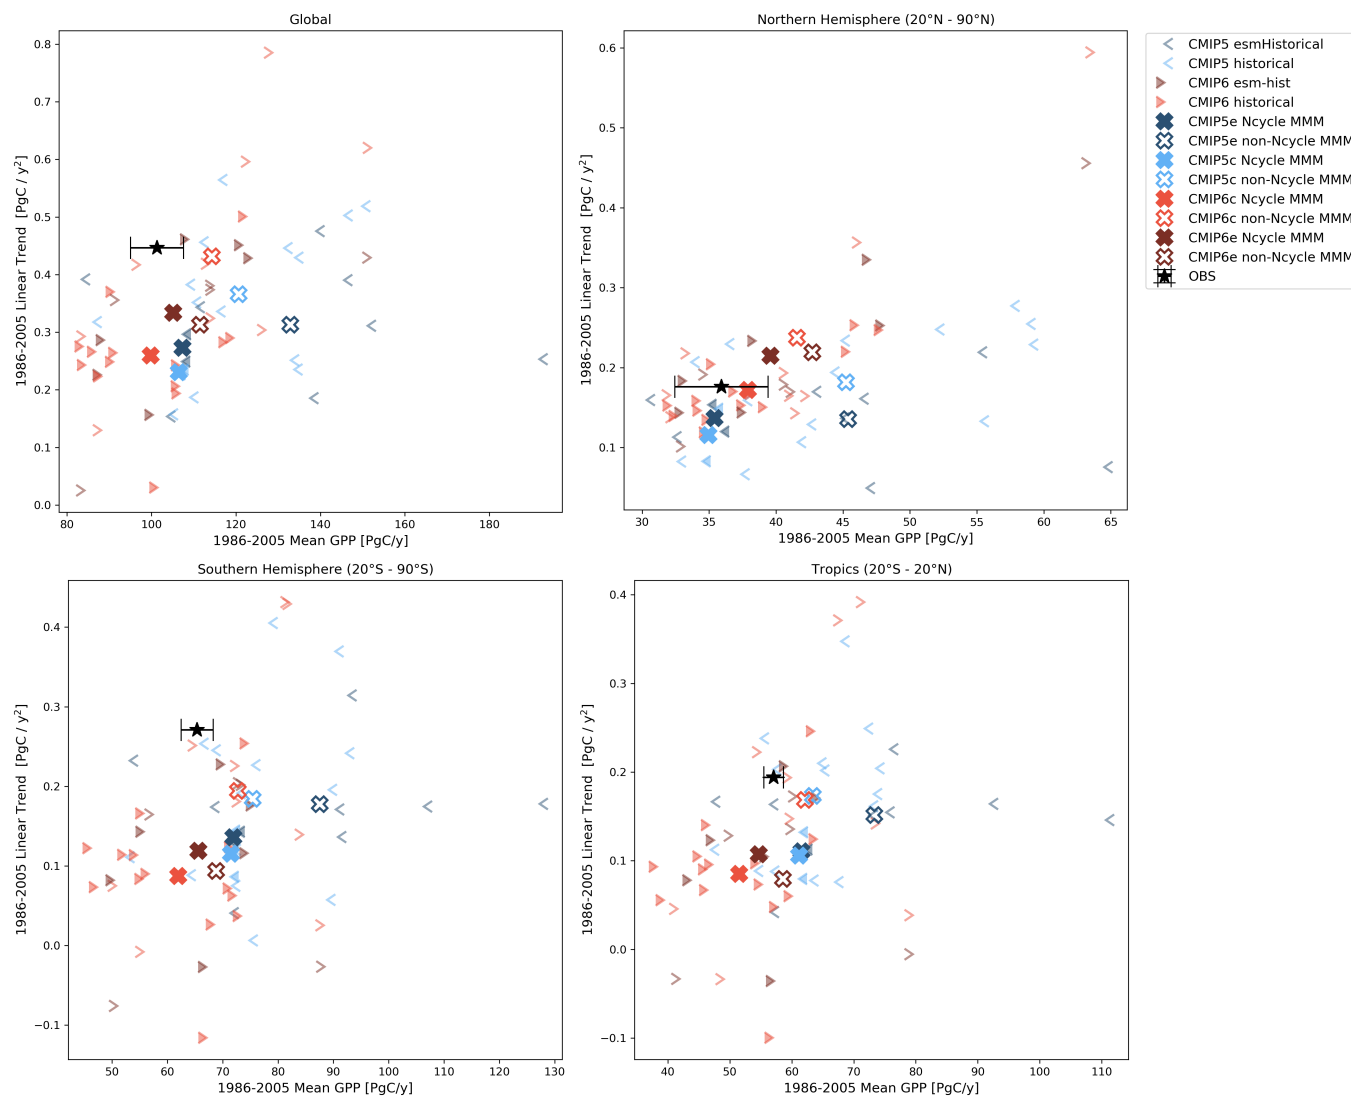 Global
0.8
0.7
0.6
0.5
0.4
0.3
0.2
0.1
0.0
1986-2005 Linear Trend [PgC / y²]
80 100 120 140 160 180
1986-2005 Mean GPP [PgC/y]
Northern Hemisphere (20°N - 90°N)
0.6
0.5
0.4
0.3
0.2
0.1
1986-2005 Linear Trend [PgC / y²]
30 35 40 45 50 55 60 65
1986-2005 Mean GPP [PgC/y]
CMIP5 esmHistorical
CMIP5 historical
CMIP6 esm-hist
CMIP6 historical
CMIP5e Ncycle MMM
CMIP5e non-Ncycle MMM
CMIP5c Ncycle MMM
CMIP5c non-Ncycle MMM
CMIP6c Ncycle MMM
CMIP6c non-Ncycle MMM
CMIP6e Ncycle MMM
CMIP6e non-Ncycle MMM
OBS
Southern Hemisphere (20°S - 90°S)
0.4
0.3
0.2
0.1
0.0
−0.1
1986-2005 Linear Trend [PgC / y²]
50 60 70 80 90 100 110 120 130
1986-2005 Mean GPP [PgC/y]
Tropics (20°S - 20°N)
0.4
0.3
0.2
0.1
0.0
−0.1
1986-2005 Linear Trend [PgC / y²]
40 50 60 70 80 90 100 110
1986-2005 Mean GPP [PgC/y]